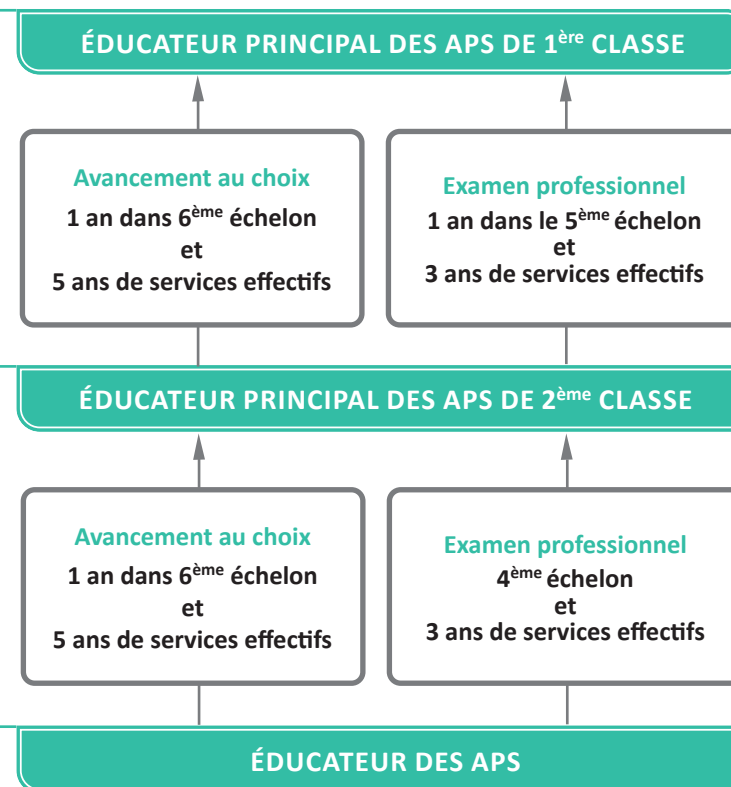 ÉDUCATEUR PRINCIPAL DES APS DE 1ère CLASSE
Avancement au choix
1 an dans 6ème échelon
et
5 ans de services effectifs
Examen professionnel
1 an dans le 5ème échelon
et
3 ans de services effectifs
ÉDUCATEUR PRINCIPAL DES APS DE 2ème CLASSE
Avancement au choix
1 an dans 6ème échelon
et
5 ans de services effectifs
Examen professionnel
4ème échelon
et
3 ans de services effectifs
ÉDUCATEUR DES APS